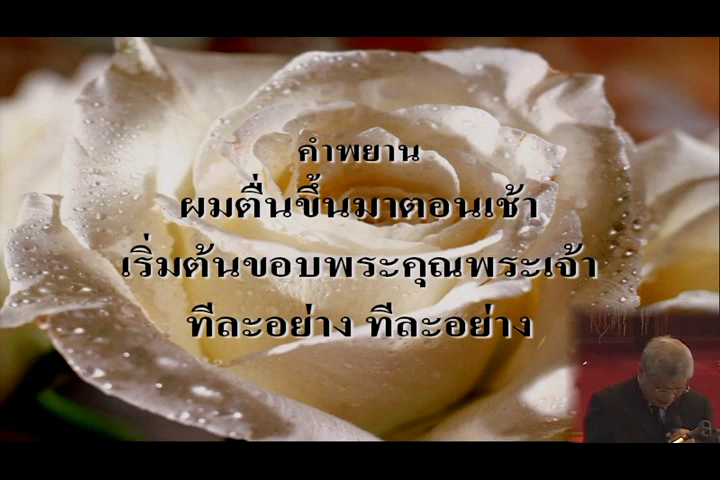 คำพยาน
ผมตื่นขึ้นมาตอนเช้า
เริ่มต้นขอบพระคุณพระเจ้า
ทีละอย่าง ทีละอย่าง